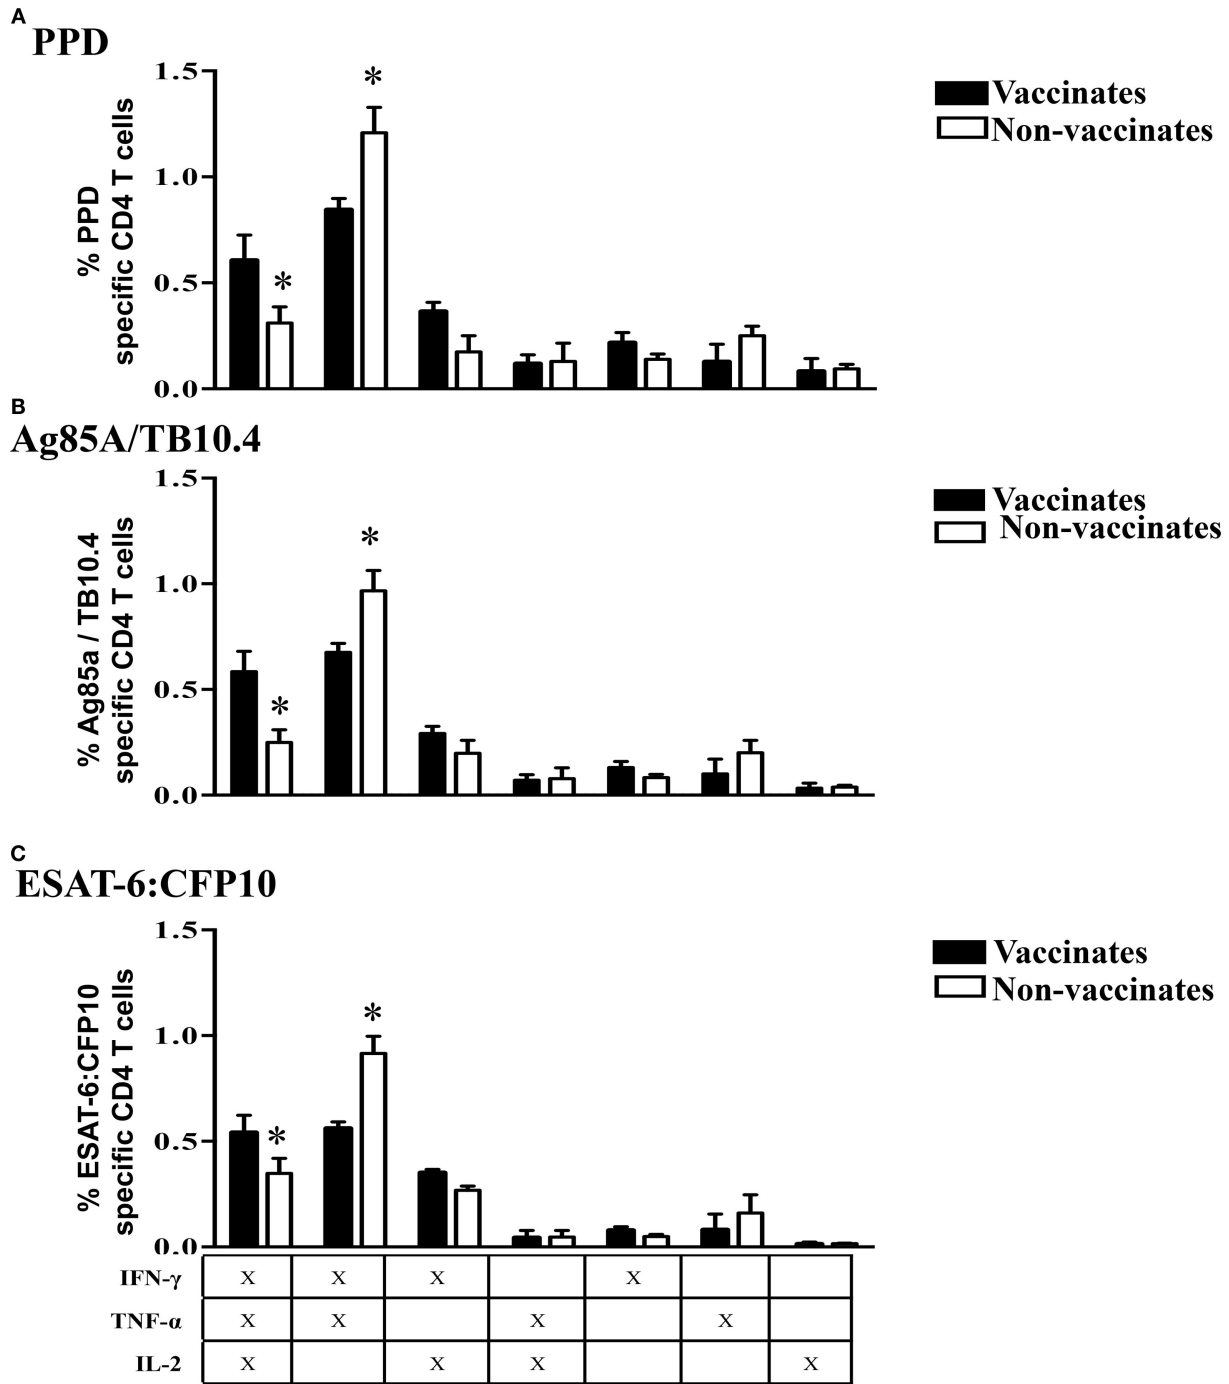 A
PPD
1.5
1.0
0.5
0.0
% PPD
specific CD4 T cells
*
*
Vaccinates
Non-vaccinates
B
Ag85A/TB10.4
1.5
1.0
0.5
0.0
% Ag85a / TB10.4
specific CD4 T cells
*
*
Vaccinates
Non-vaccinates
C
ESAT-6:CFP10
1.5
1.0
0.5
0.0
% ESAT-6:CFP10
specific CD4 T cells
*
*
Vaccinates
Non-vaccinates
IFN-γ X X X X
TNF-α X X X X
IL-2 X X X X